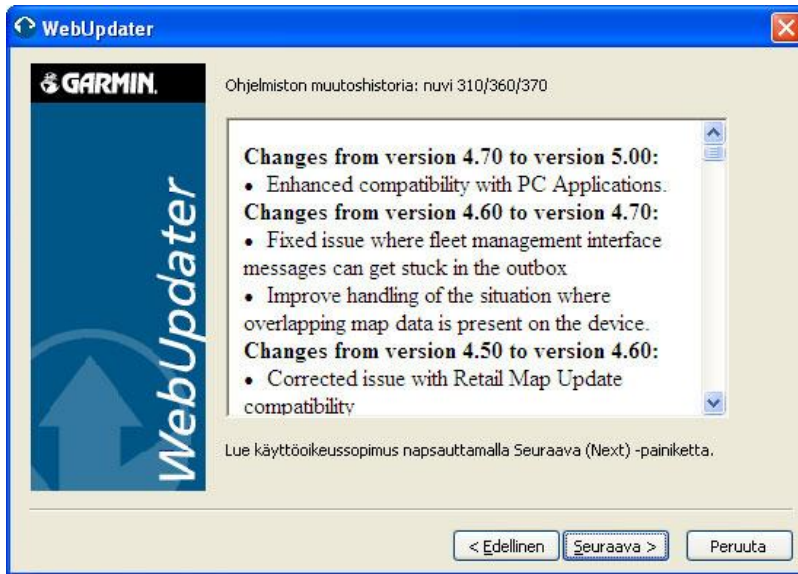 WebUpdater
GARMIN.
WebUpdater
Ohjelmiston muutoshistoria: nuvi 310/360/370
Changes from version 4.70 to version 5.00:
• Enhanced compatibility with PC Applications.
Changes from version 4.60 to version 4.70:
• Fixed issue where fleet management interface
messages can get stuck in the outbox
• Improve handling of the situation where
overlapping map data is present on the device.
Changes from version 4.50 to version 4.60:
• Corrected issue with Retail Map Update
compatibility
Lue käyttöoikeussopimus napsauttamalla Seuraava (Next) -painiketta.
< Edellinen
Seuraava >
Peruuta